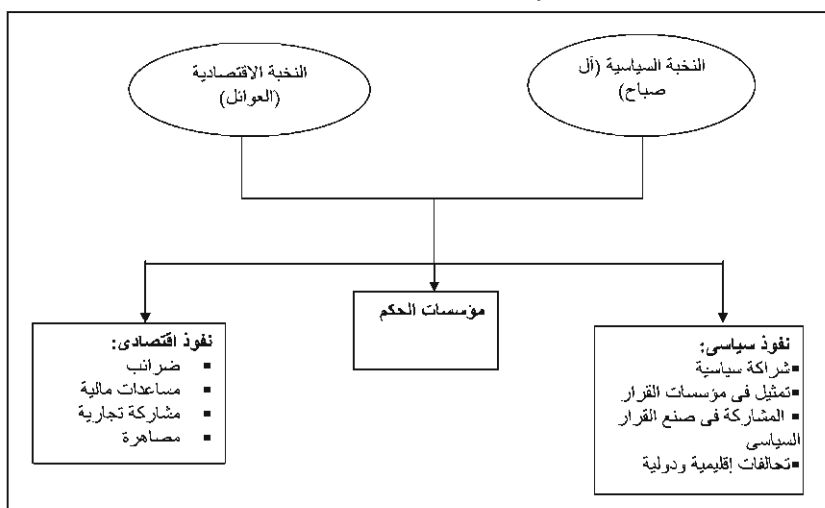 النخبة السياسية (آل
صباح)
النخبة الاقتصادية
(العوائل)
نفوذ سياسى:
▪شراكة سياسية
▪تمثيل فى مؤسسات القرار
▪المشاركة فى صنع القرار
السياسى
▪تحالفات إقليمية ودولية
مؤسسات الحكم
نفوذ اقتصادى:
▪ ضرائب
▪ مساعدات مالية
▪ مشاركة تجارية
▪ مصاهرة